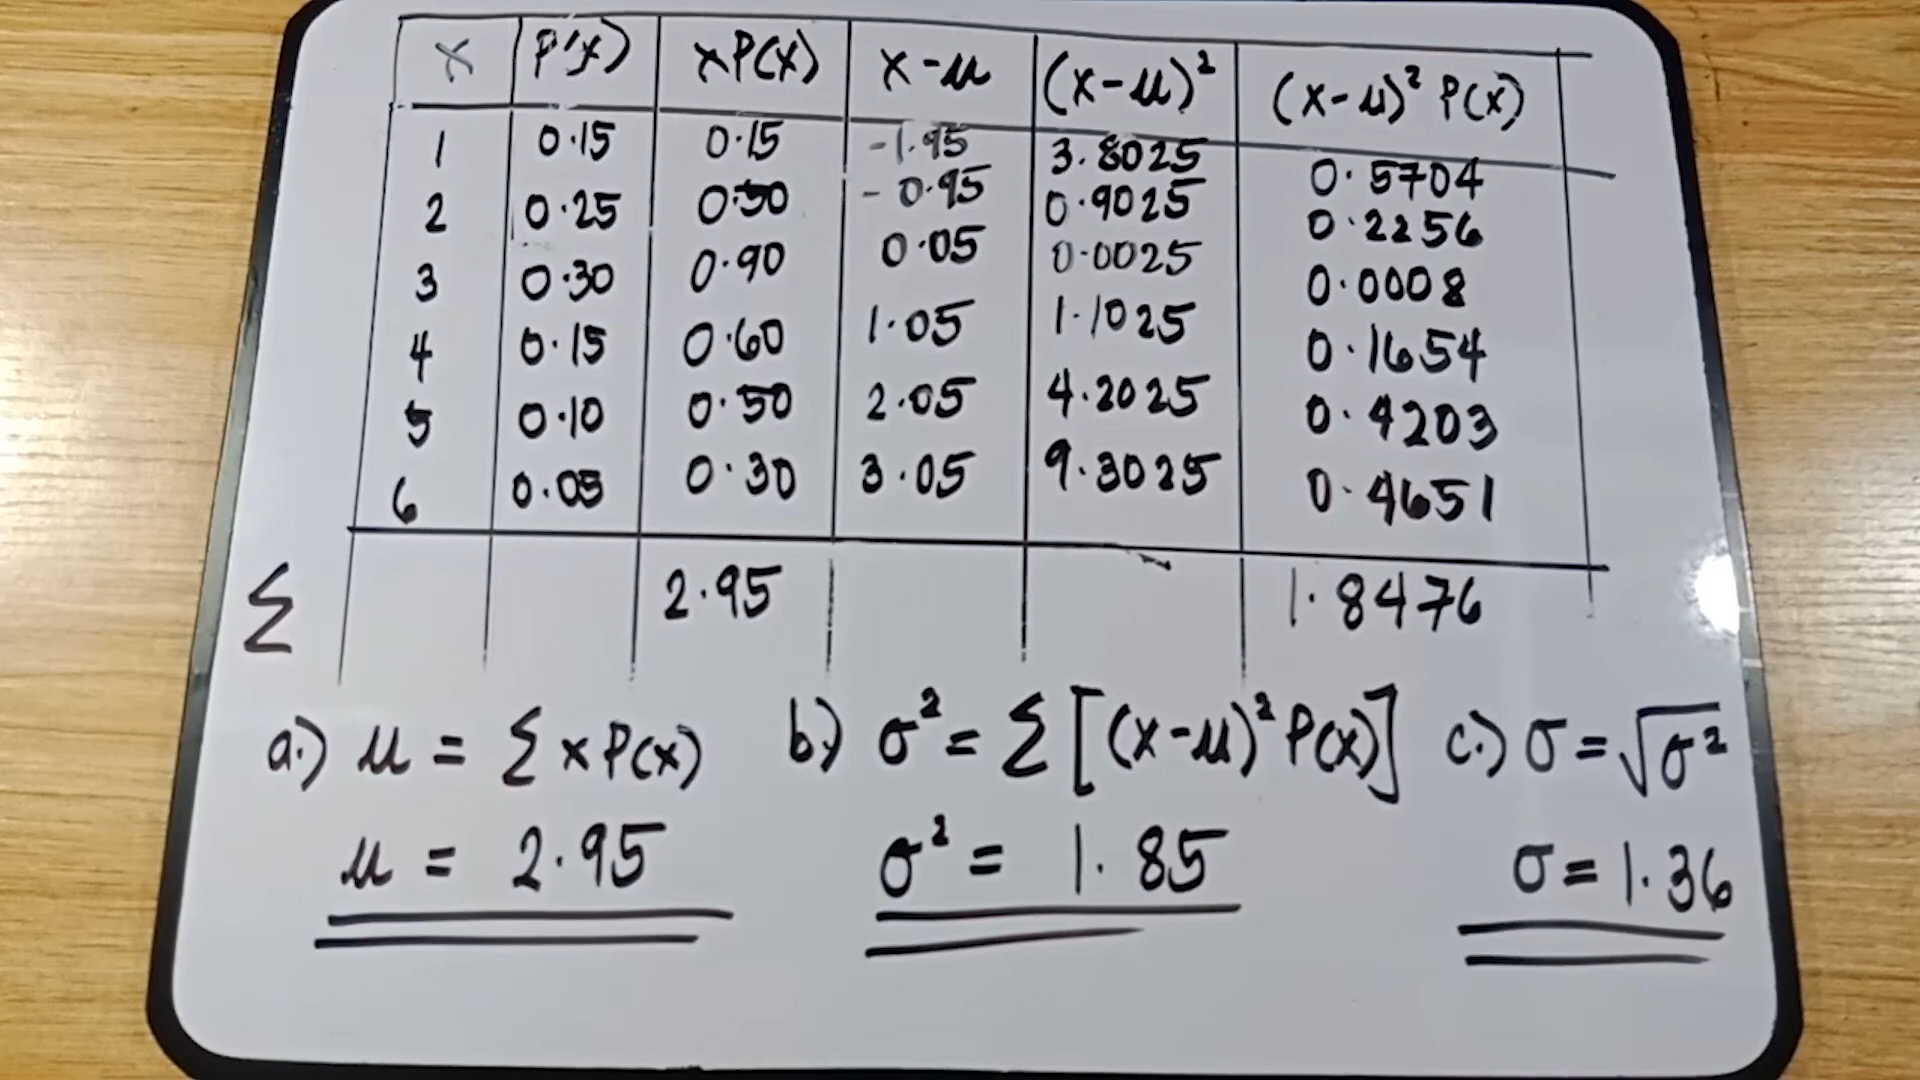 x P(x) xP(x) x-μ (x-μ)² (x-μ)² P(x)
1 0.15 0.15 -1.95 3.8025 0.5704
2 0.25 0.50 -0.95 0.9025 0.2256
3 0.30 0.90 0.05 0.0025 0.0008
4 0.15 0.60 1.05 1.1025 0.1654
5 0.10 0.50 2.05 4.2025 0.4203
6 0.05 0.30 3.05 9.3025 0.4651
Σ 2.95 1.8476
a.) μ = Σ x P(x) b.) σ² = Σ [(x-μ)² P(x)] c.) σ = √σ²
μ = 2.95 σ² = 1.85 σ = 1.36